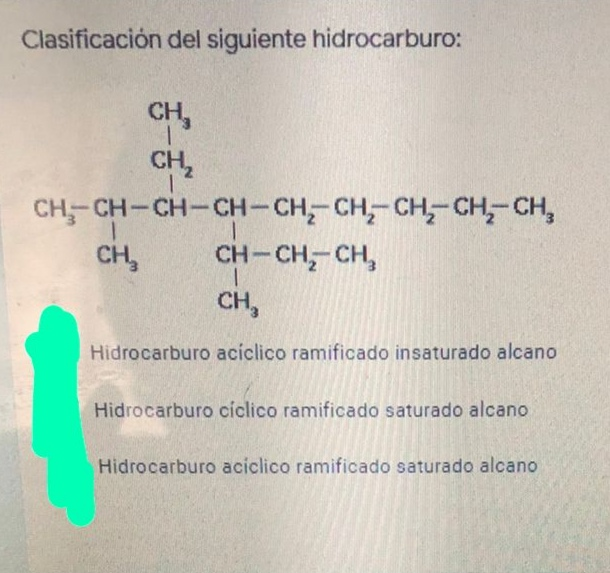 Clasificación del siguiente hidrocarburo:
CH₃
|
CH₂
|
CH₃—CH—CH—CH—CH₂—CH₂—CH₂—CH₂—CH₃
| |
CH₃ CH—CH₂—CH₃
|
CH₃
Hidrocarburo acíclico ramificado insaturado alcano
Hidrocarburo cíclico ramificado saturado alcano
Hidrocarburo acíclico ramificado saturado alcano